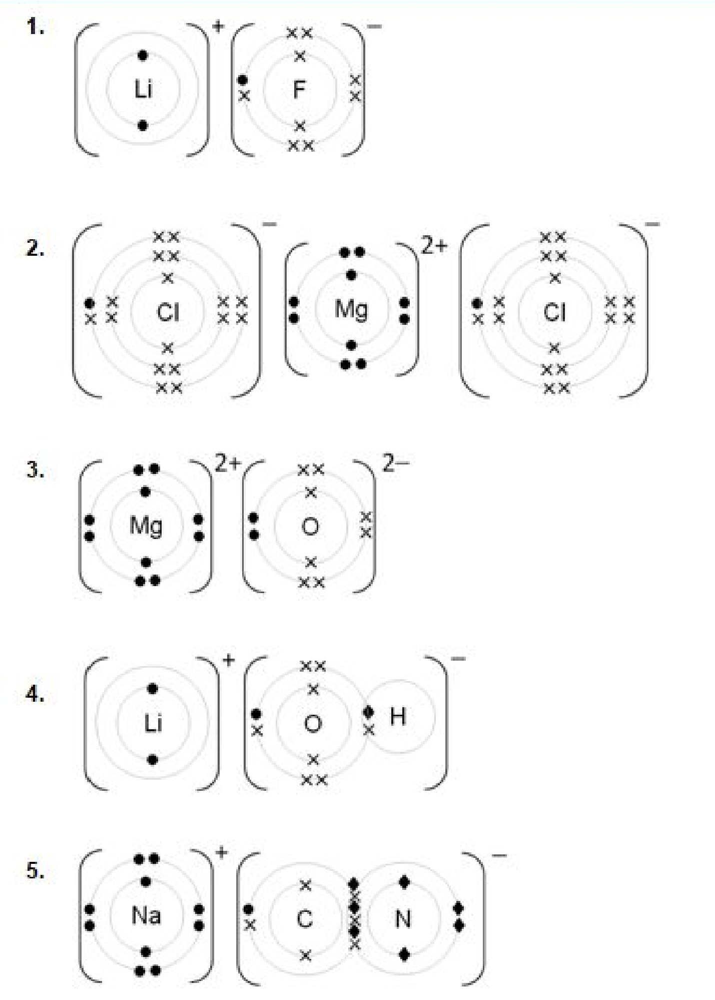 1. Li + F –
2. Cl – Mg 2+ Cl –
3. Mg 2+ O 2–
4. Li + O H –
5. Na + C N –